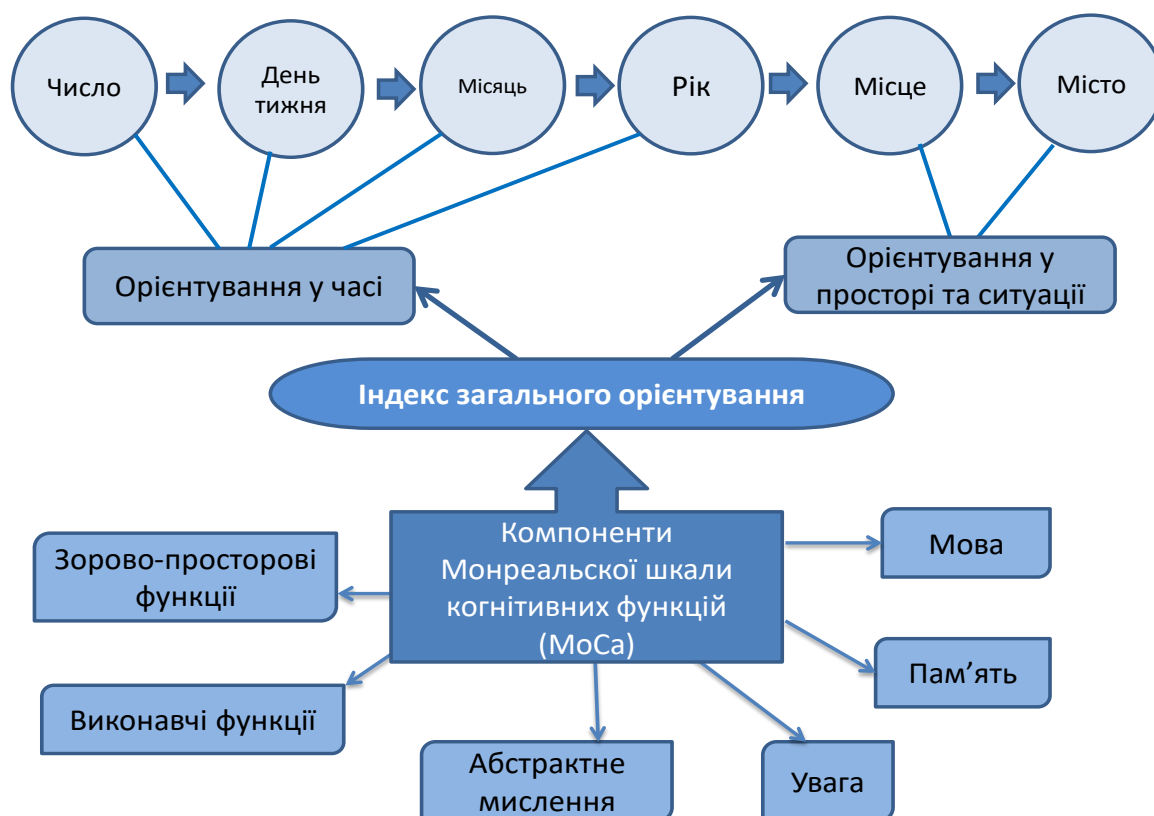 Число
День
тижня
Місяць
Рік
Місце
Місто
Орієнтування у часі
Орієнтування у
просторі та ситуації
Індекс загального орієнтування
Компоненти
Монреальскої шкали
когнітивних функцій
(МоСа)
Зорово-просторові
функції
Мова
Виконавчі функції
Пам’ять
Абстрактне
мислення
Увага